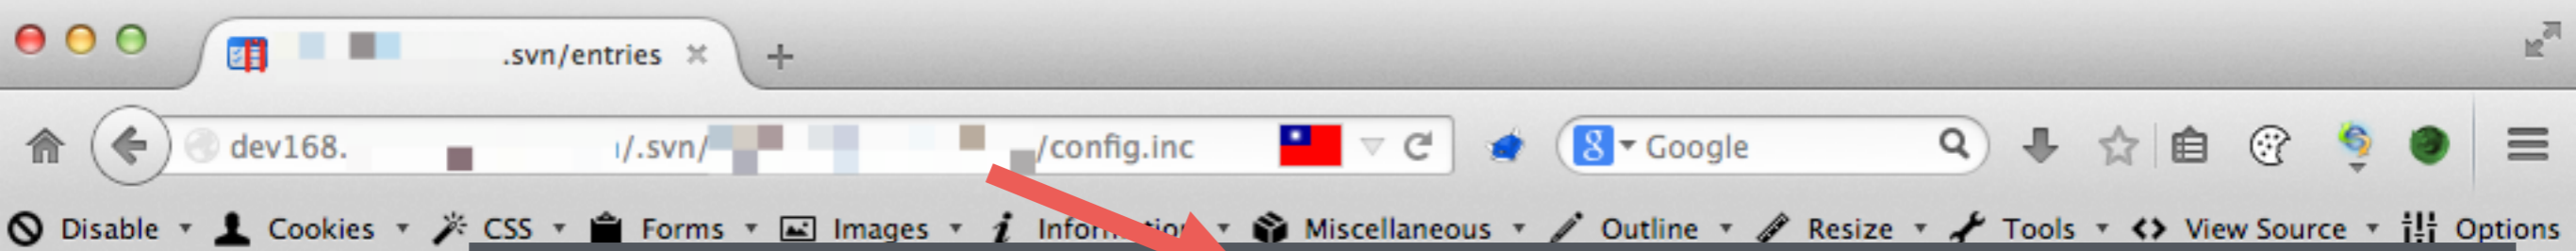 .svn/entries
dev168. /.svn/ /config.inc Google
Disable Cookies CSS Forms Images Information Miscellaneous Outline Resize Tools View Source Options